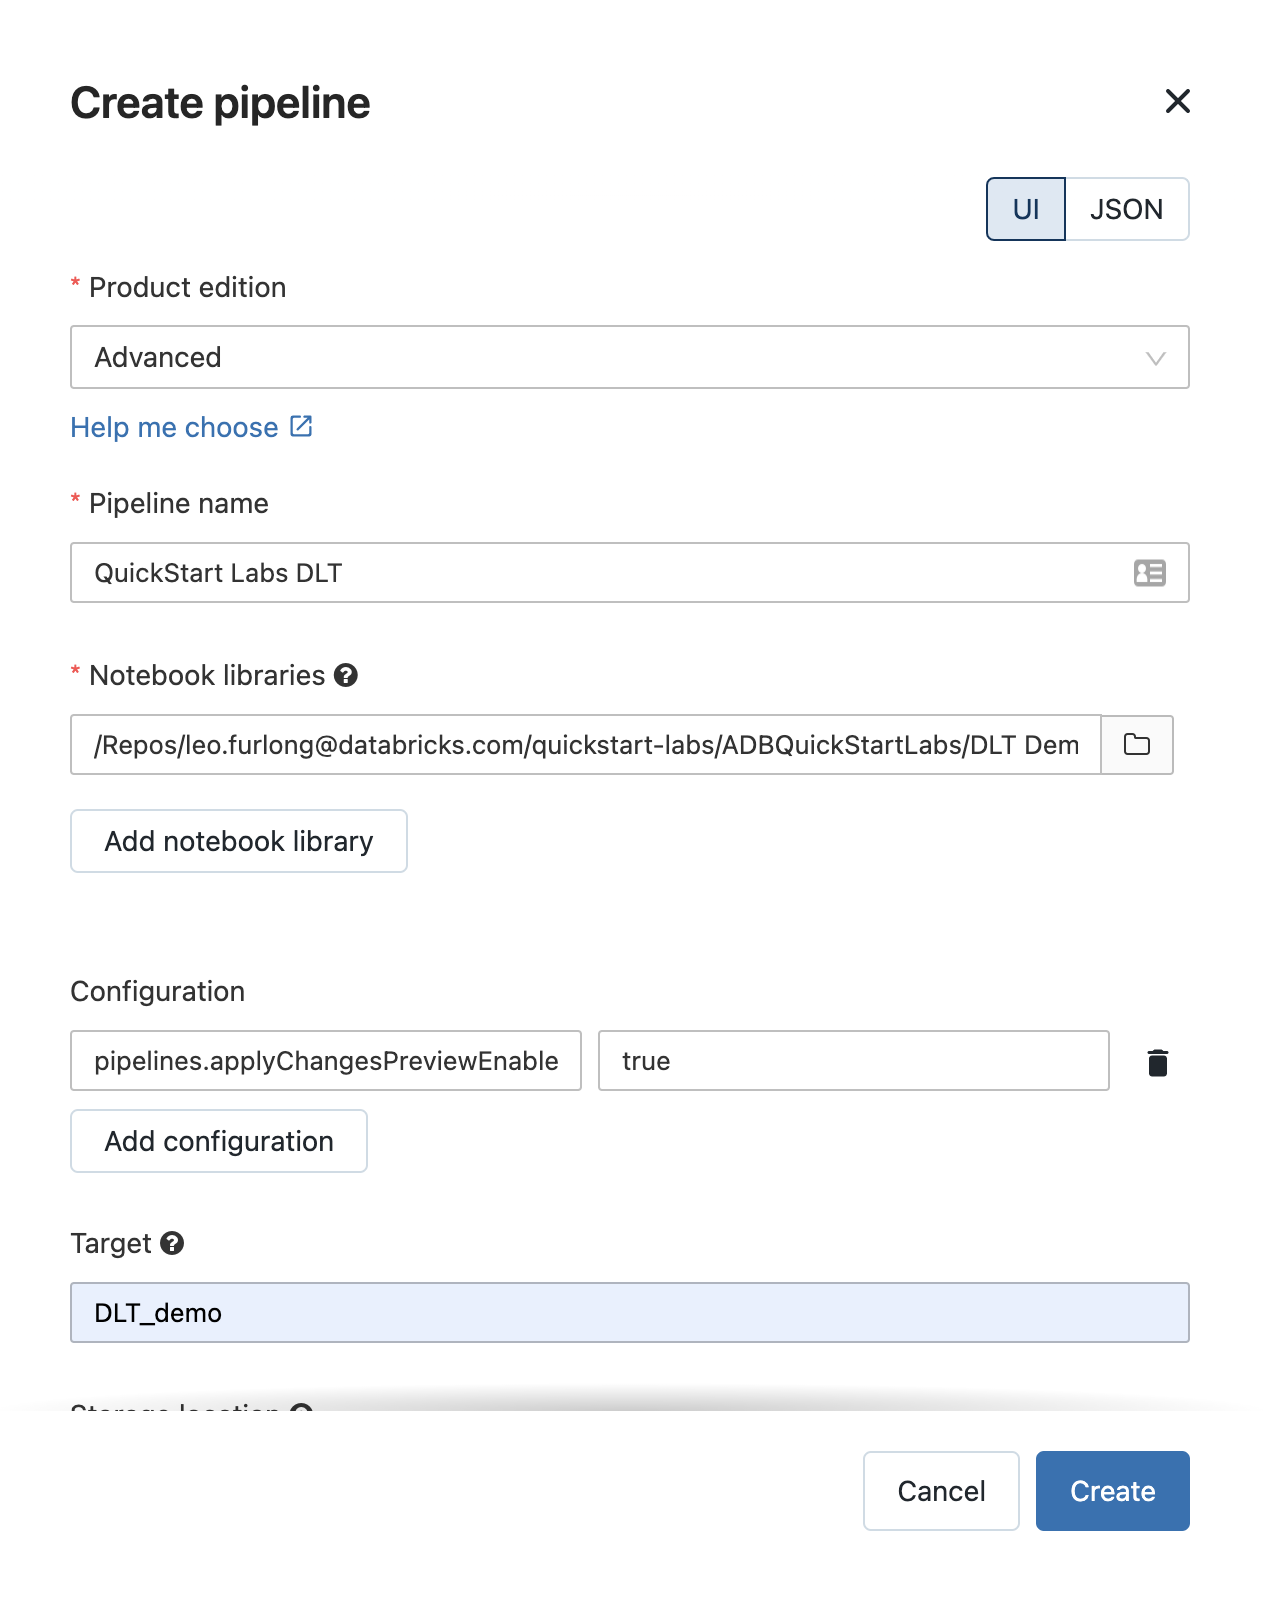 Create pipeline
UI JSON
* Product edition
Advanced
Help me choose
* Pipeline name
QuickStart Labs DLT
* Notebook libraries
/Repos/leo.furlong@databricks.com/quickstart-labs/ADBQuickStartLabs/DLT Dem
Add notebook library
Configuration
pipelines.applyChangesPreviewEnable true
Add configuration
Target
DLT_demo
Storage location
Cancel Create